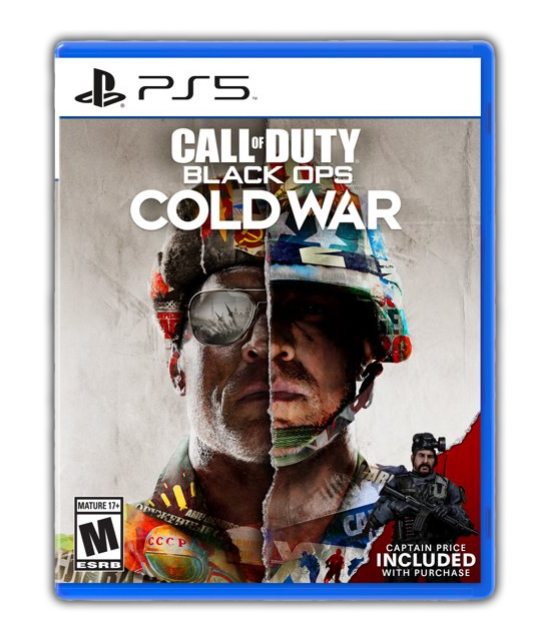 PS5
CALL OF DUTY
BLACK OPS
COLD WAR
MATURE 17+
M
ESRB
CCCP
CAPTAIN PRICE
INCLUDED
WITH PURCHASE